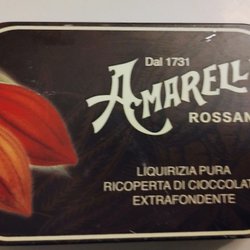 Dal 1731
AMARELL
ROSSAN
LIQUIRIZIA PURA
RICOPERTA DI CIOCCOLAT
EXTRAFONDENTE